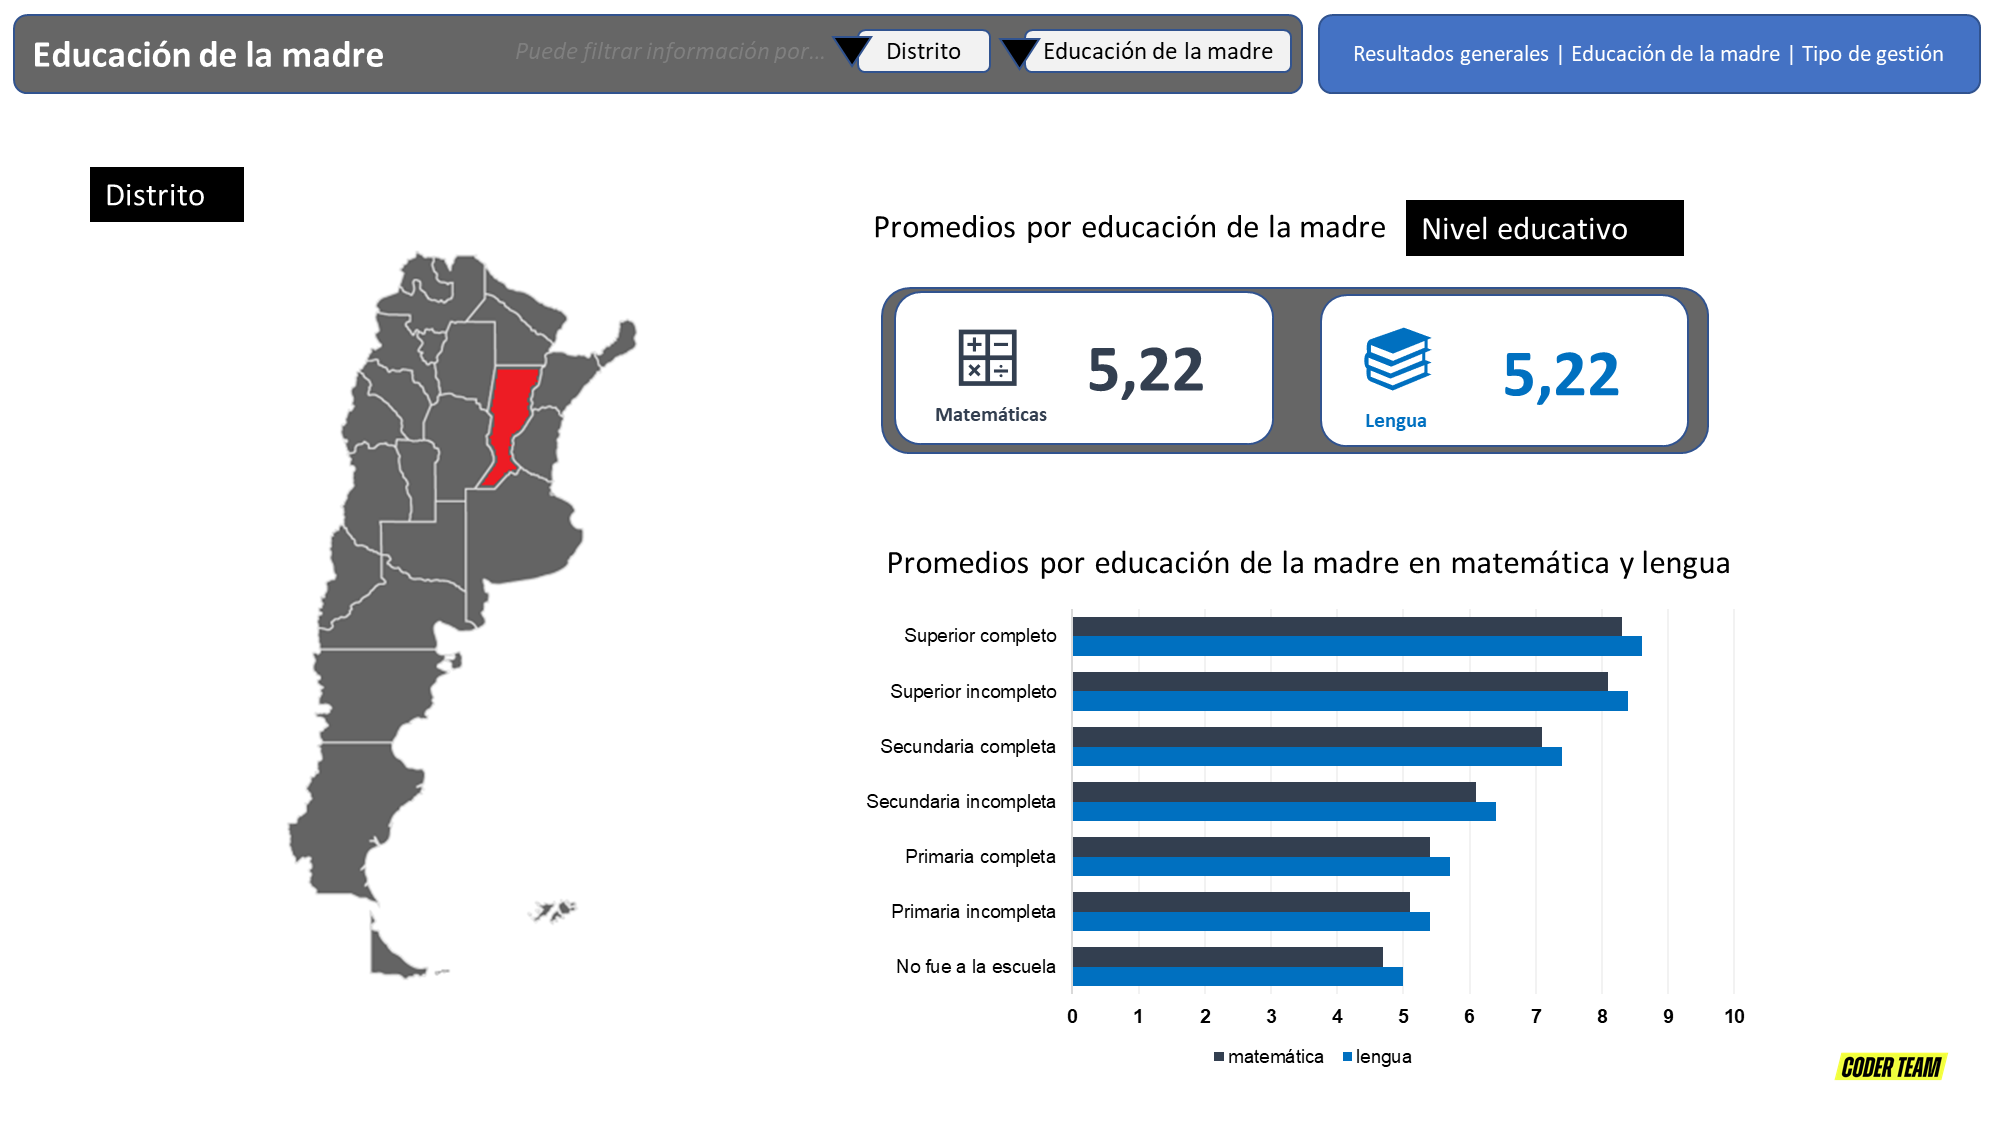 Educación de la madre
Puede filtrar información por...
Distrito
Educación de la madre
Resultados generales | Educación de la madre | Tipo de gestión
Distrito
Promedios por educación de la madre
Nivel educativo
Matemáticas
5,22
Lengua
5,22
Promedios por educación de la madre en matemática y lengua
Superior completo
Superior incompleto
Secundaria completa
Secundaria incompleta
Primaria completa
Primaria incompleta
No fue a la escuela
0 1 2 3 4 5 6 7 8 9 10
matemática lengua
CODER TEAM